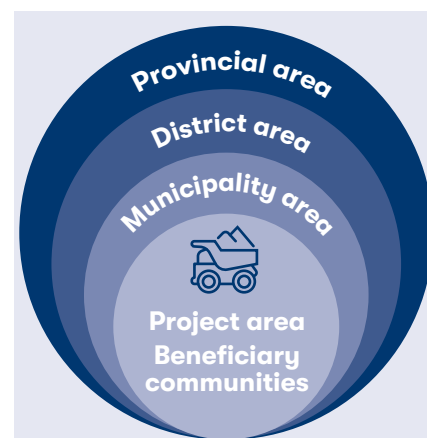 Provincial area
District area
Municipality area
Project area
Beneficiary
communities